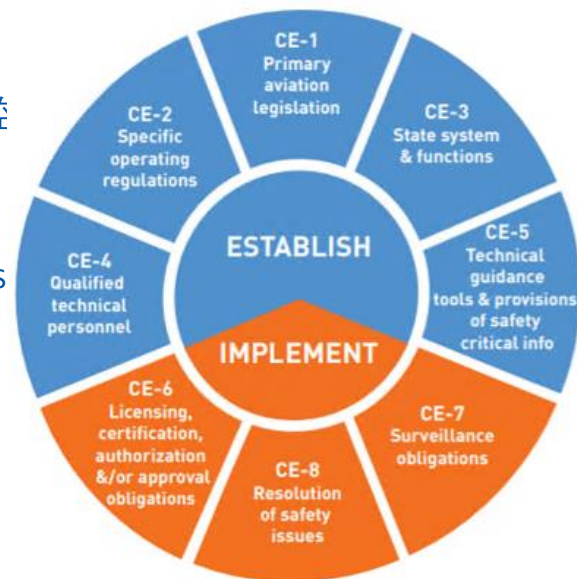 CE-1
Primary
aviation
legislation
CE-2
Specific
operating
regulations
CE-3
State system
& functions
CE-4
Qualified
technical
personnel
ESTABLISH
CE-5
Technical
guidance
tools & provisions
of safety
critical info
IMPLEMENT
CE-6
Licensing,
certification,
authorization
&/or approval
obligations
CE-8
Resolution
of safety
issues
CE-7
Surveillance
obligations